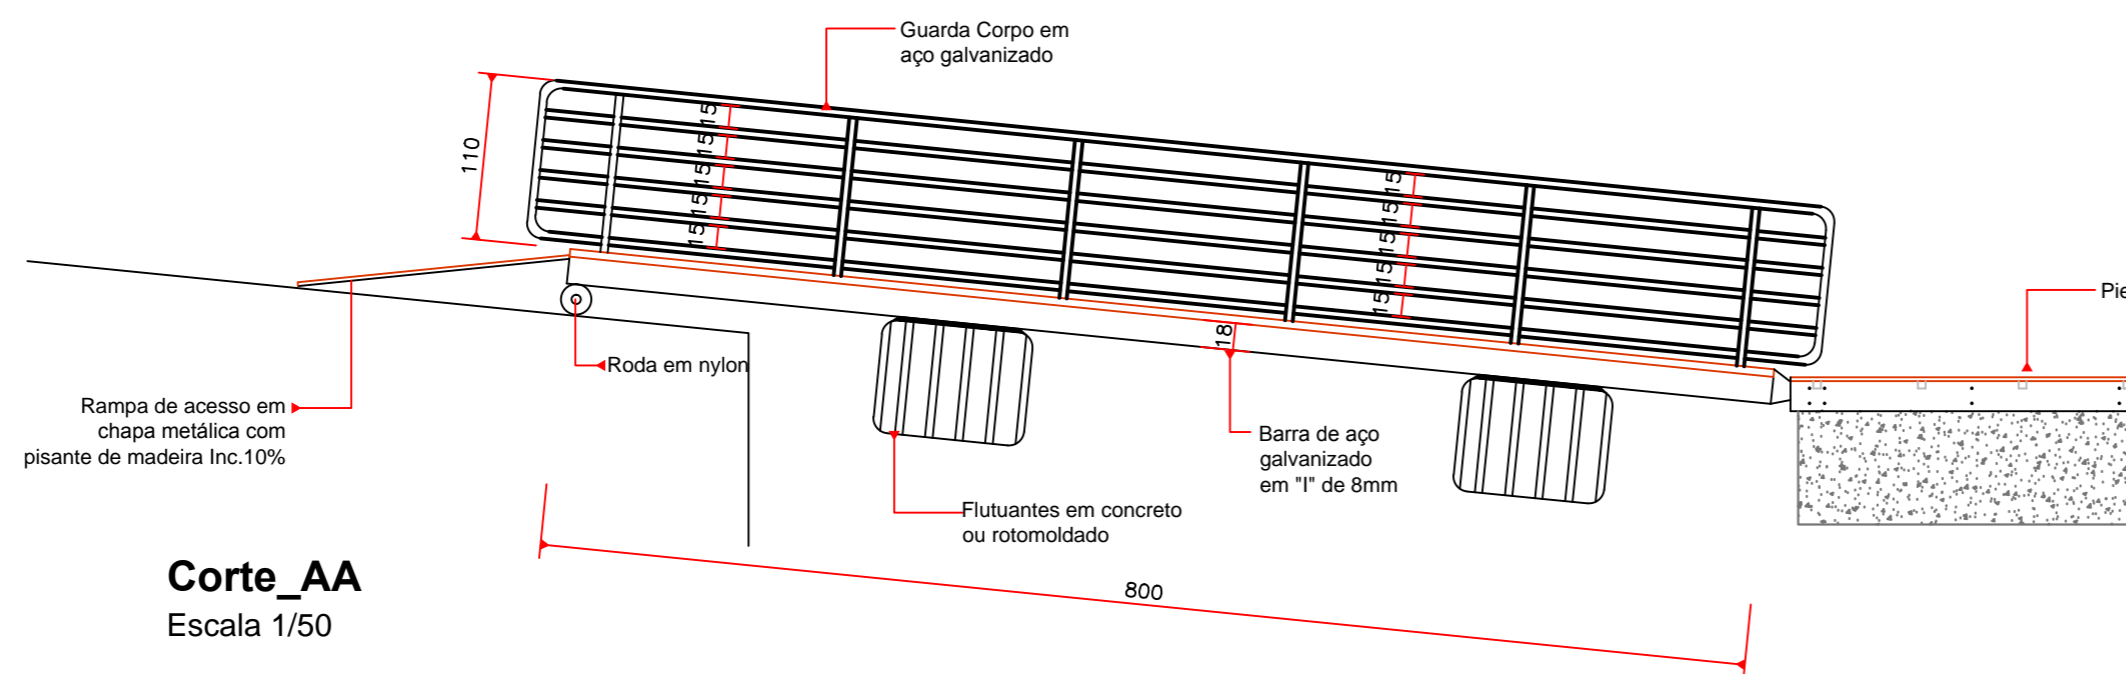 Guarda Corpo em
aço galvanizado
110
15
15
15
15
15
15
15
15
15
15
18
Pie
Roda em nylon
Rampa de acesso em
chapa metálica com
pisante de madeira Inc.10%
Barra de aço
galvanizado
em "I" de 8mm
Flutuantes em concreto
ou rotomoldado
800
Corte_AA
Escala 1/50